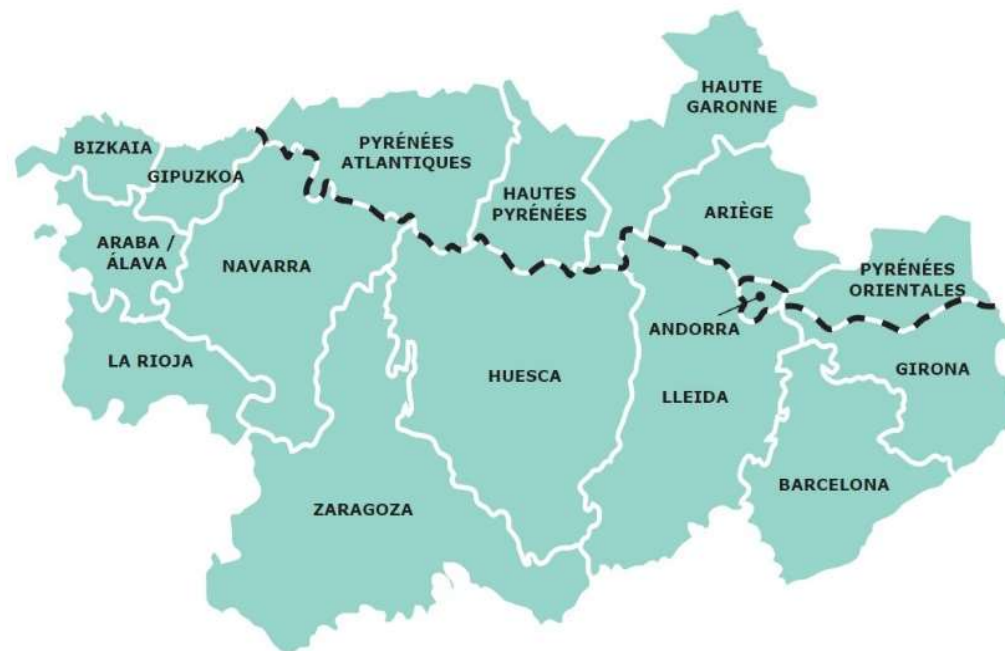 HAUTE
GARONNE
BIZKAIA
PYRÉNÉES
ATLANTIQUES
GIPUZKOA
HAUTES
PYRÉNÉES
ARIÈGE
ARABA /
ÁLAVA
NAVARRA
PYRÉNÉES
ORIENTALES
ANDORRA
LA RIOJA
HUESCA
GIRONA
LLEIDA
BARCELONA
ZARAGOZA